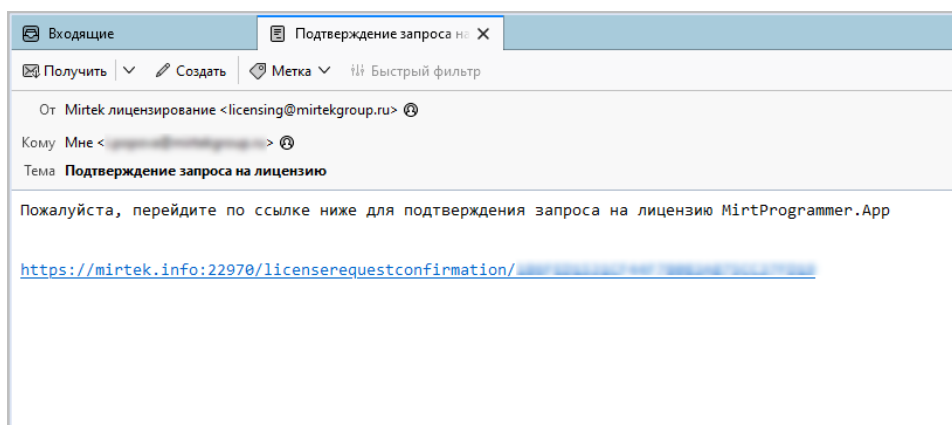 Входящие
Подтверждение запроса на
Получить
Создать
Метка
Быстрый фильтр
От Mirtek лицензирование <licensing@mirtekgroup.ru>
Кому Мне < >
Тема Подтверждение запроса на лицензию
Пожалуйста, перейдите по ссылке ниже для подтверждения запроса на лицензию MirtProgrammer.App
https://mirtek.info:22970/licenserequestconfirmation/